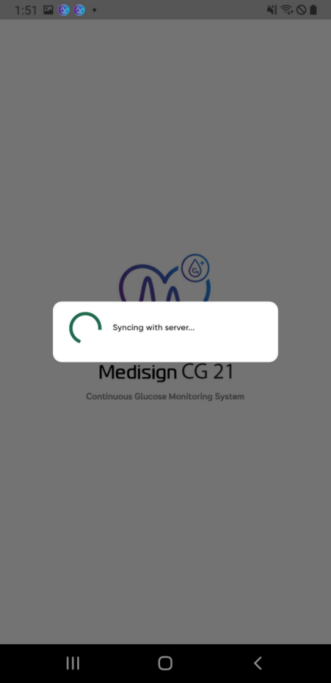 1:51
Syncing with server...
Medisign CG 21
Continuous Glucose Monitoring System